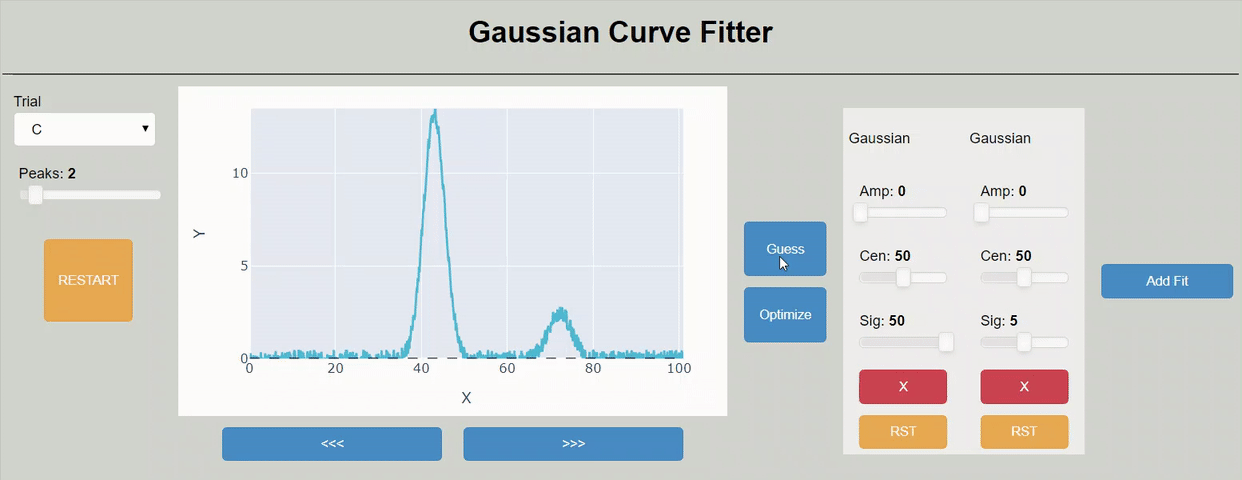 Gaussian Curve Fitter
Trial
C
Peaks: 2
RESTART
Y
10
5
0
0 20 40 60 80 100
X
<<<
>>>
Guess
Optimize
Gaussian Gaussian
Amp: 0 Amp: 0
Cen: 50 Cen: 50
Sig: 50 Sig: 5
X X
RST RST
Add Fit